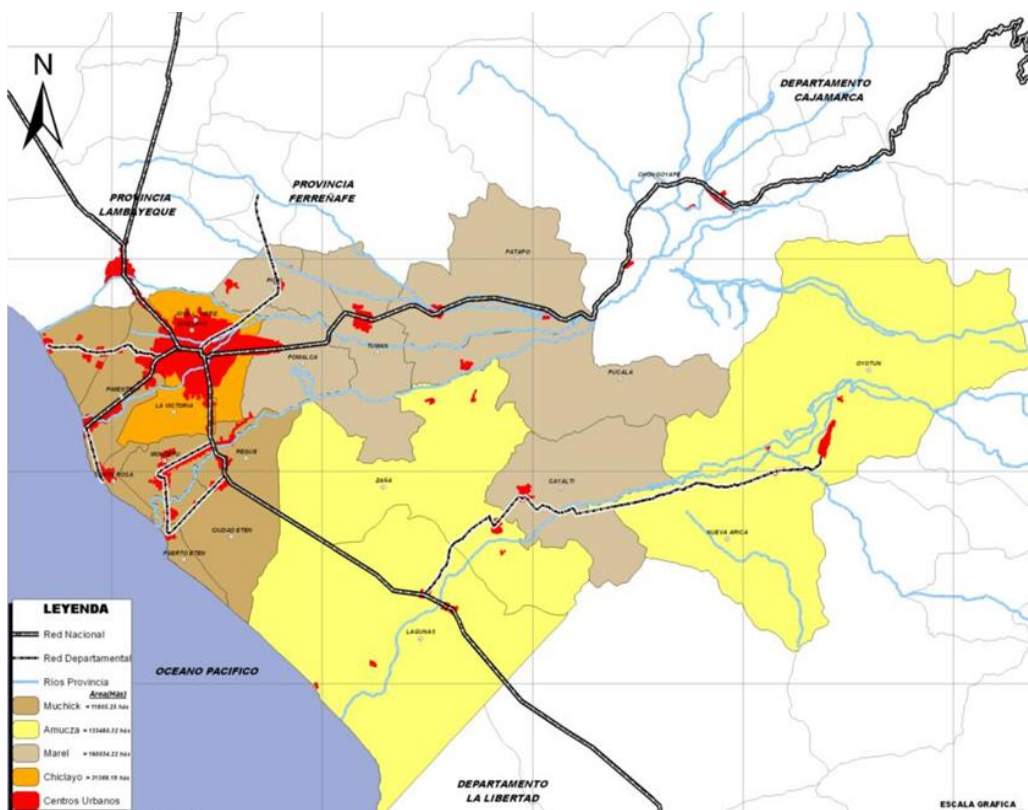 N
DEPARTAMENTO
CAJAMARCA
PROVINCIA
LAMBAYEQUE
PROVINCIA
FERREÑAFE
CHONGOYAPE
PATAPO
POMALCA
TUMAN
PUCALA
OYOTUN
LA VICTORIA
REQUE
ZAÑA
CAYALTI
CIUDAD ETEN
NUEVA ARICA
PUERTO ETEN
LAGUNAS
OCEANO PACIFICO
DEPARTAMENTO
LA LIBERTAD
LEYENDA
Red Nacional
Red Departamental
Ríos Provincia
Area(Hás)
Muchick
Amucza
Marel
Chiclayo
Centros Urbanos
ESCALA GRAFICA: